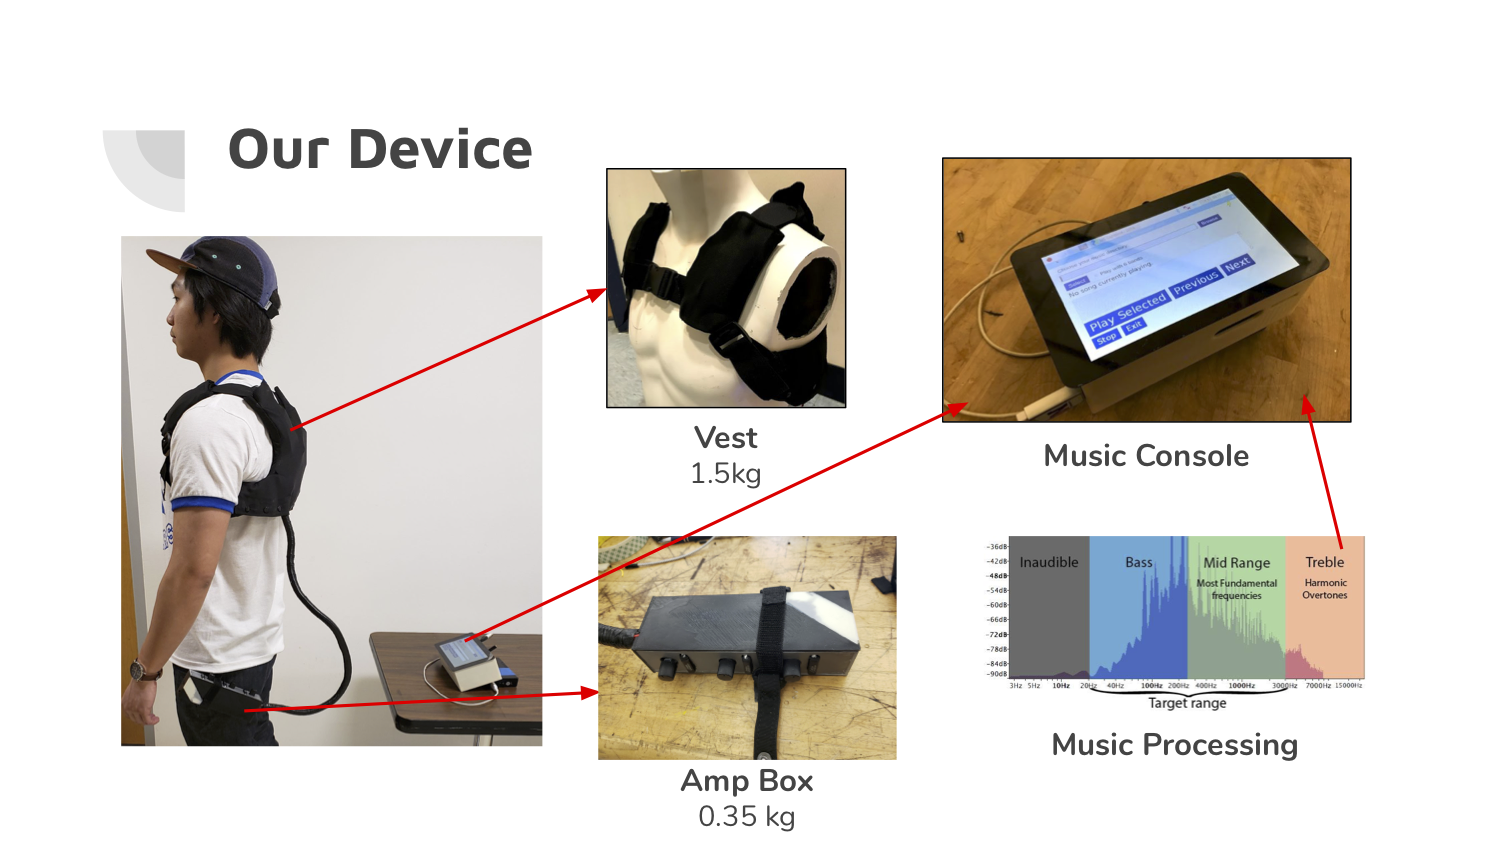 Our Device
Vest
1.5kg
No song currently playing.
Play Selected
Previous
Next
Stop
Exit
Music Console
Amp Box
0.35 kg
-36dB
-42dB
-48dB
-54dB
-60dB
-66dB
-72dB
-78dB
-84dB
-90dB
Inaudible
Bass
Mid Range
Most Fundamental
frequencies
Treble
Harmonic
Overtones
3Hz 5Hz 10Hz 20Hz 40Hz 100Hz 200Hz 400Hz 1000Hz 3000Hz 7000Hz 15000Hz
Target range
Music Processing